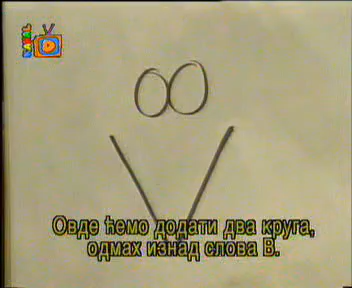 Овде ћемо додати два круга,
одмах изнад слова В.